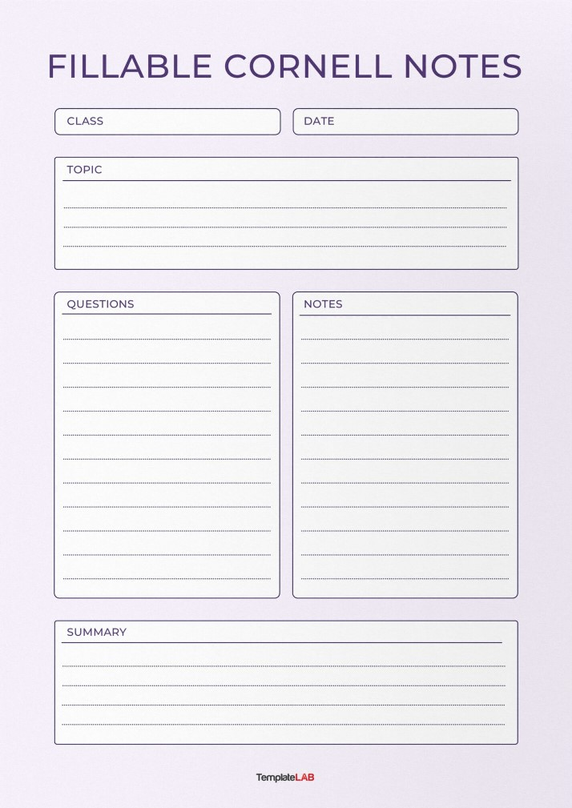 FILLABLE CORNELL NOTES
CLASS
DATE
TOPIC
QUESTIONS
NOTES
SUMMARY
TemplateLAB